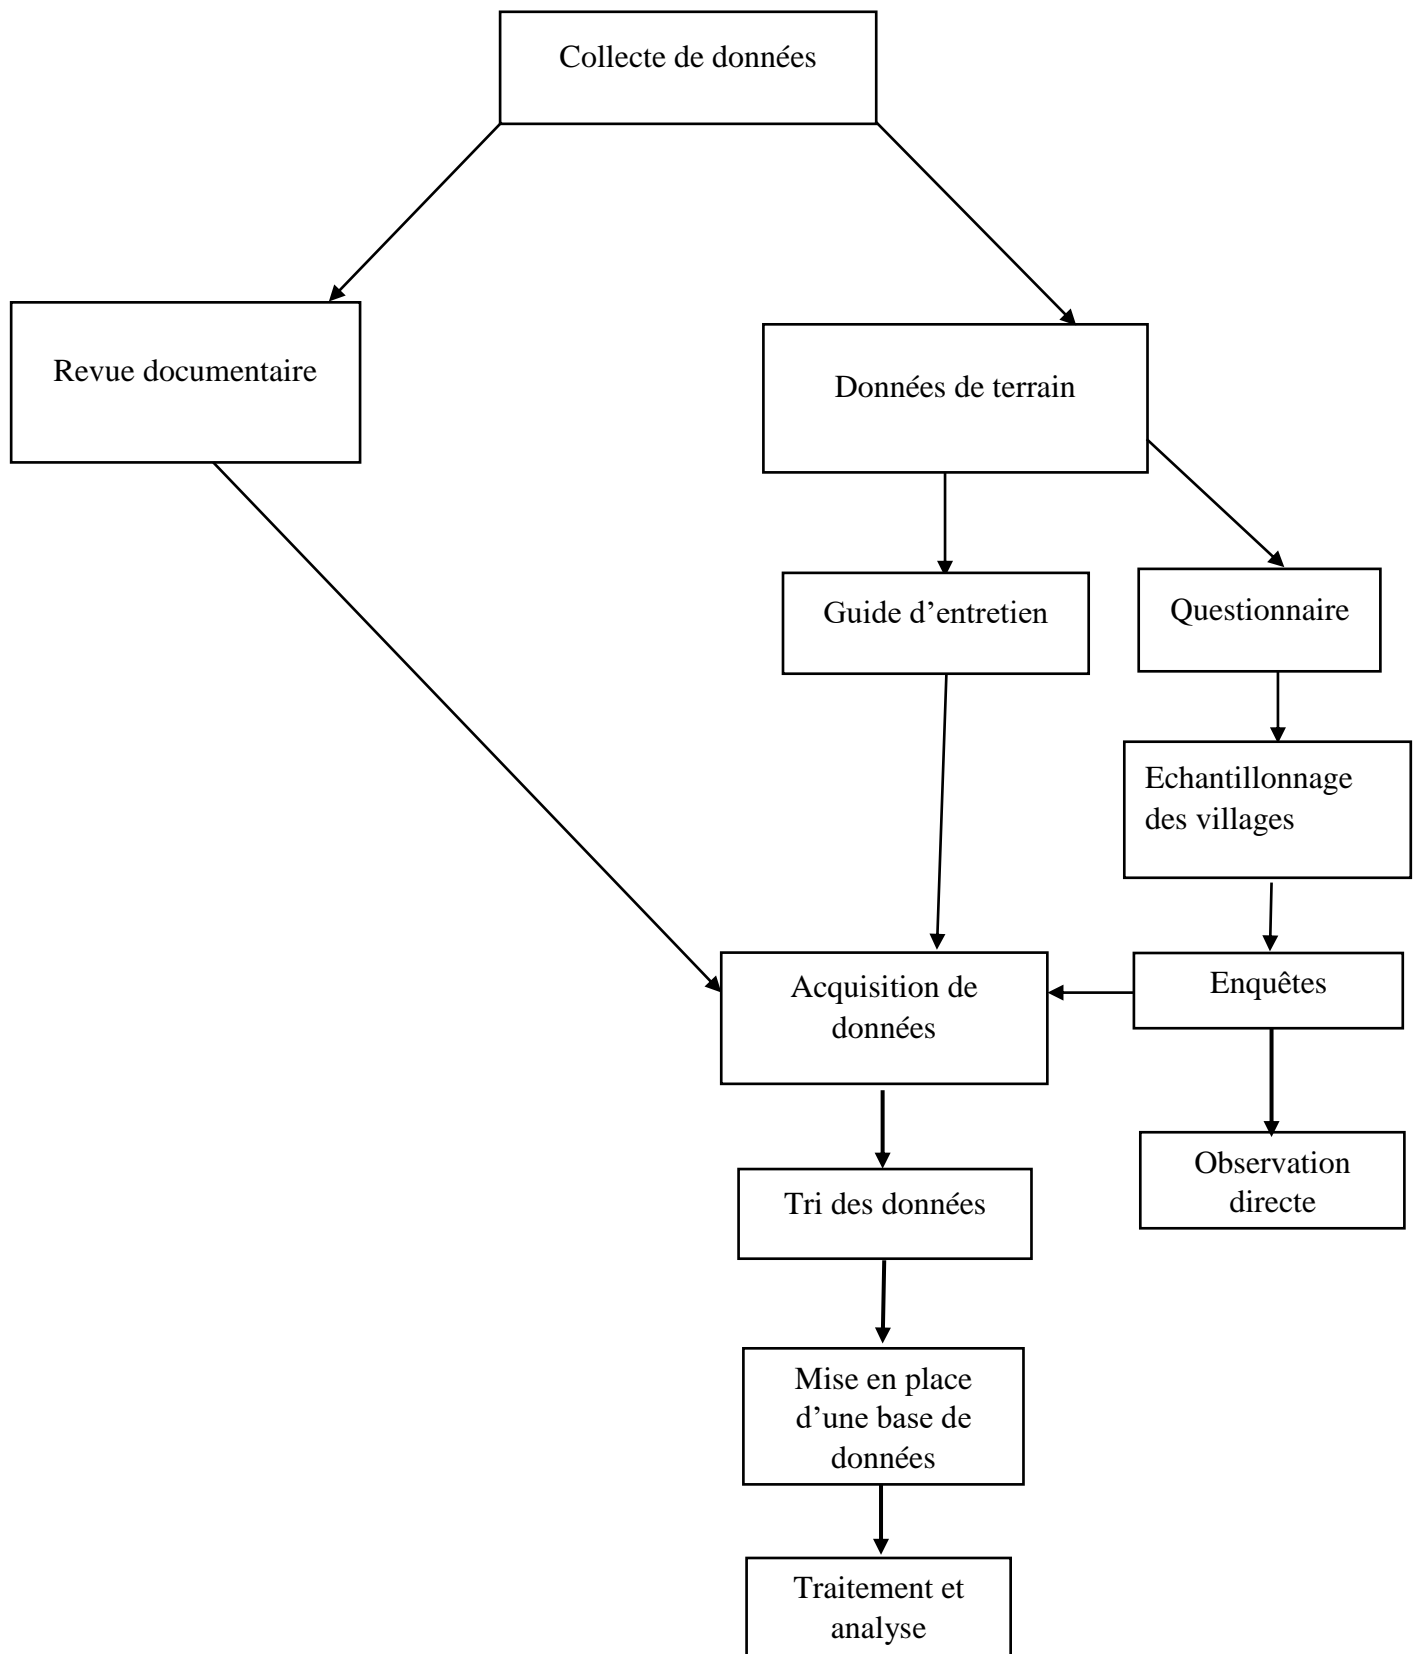 Collecte de données
Revue documentaire
Données de terrain
Guide d’entretien
Questionnaire
Echantillonnage
des villages
Acquisition de
données
Enquêtes
Observation
directe
Tri des données
Mise en place
d’une base de
données
Traitement et
analyse